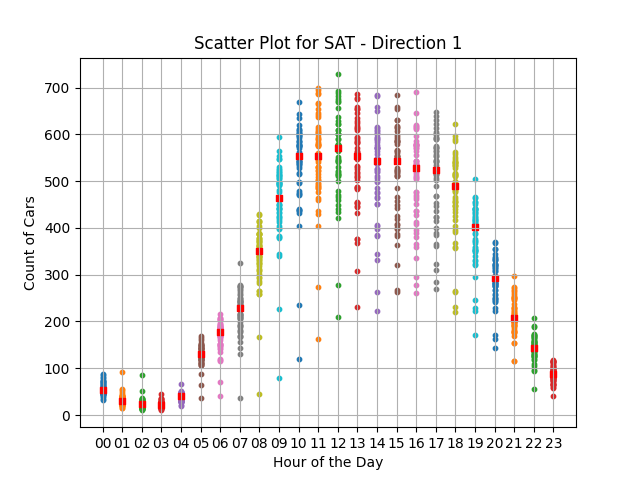 Scatter Plot for SAT - Direction 1
700
600
500
400
300
200
100
0
Count of Cars
00 01 02 03 04 05 06 07 08 09 10 11 12 13 14 15 16 17 18 19 20 21 22 23
Hour of the Day